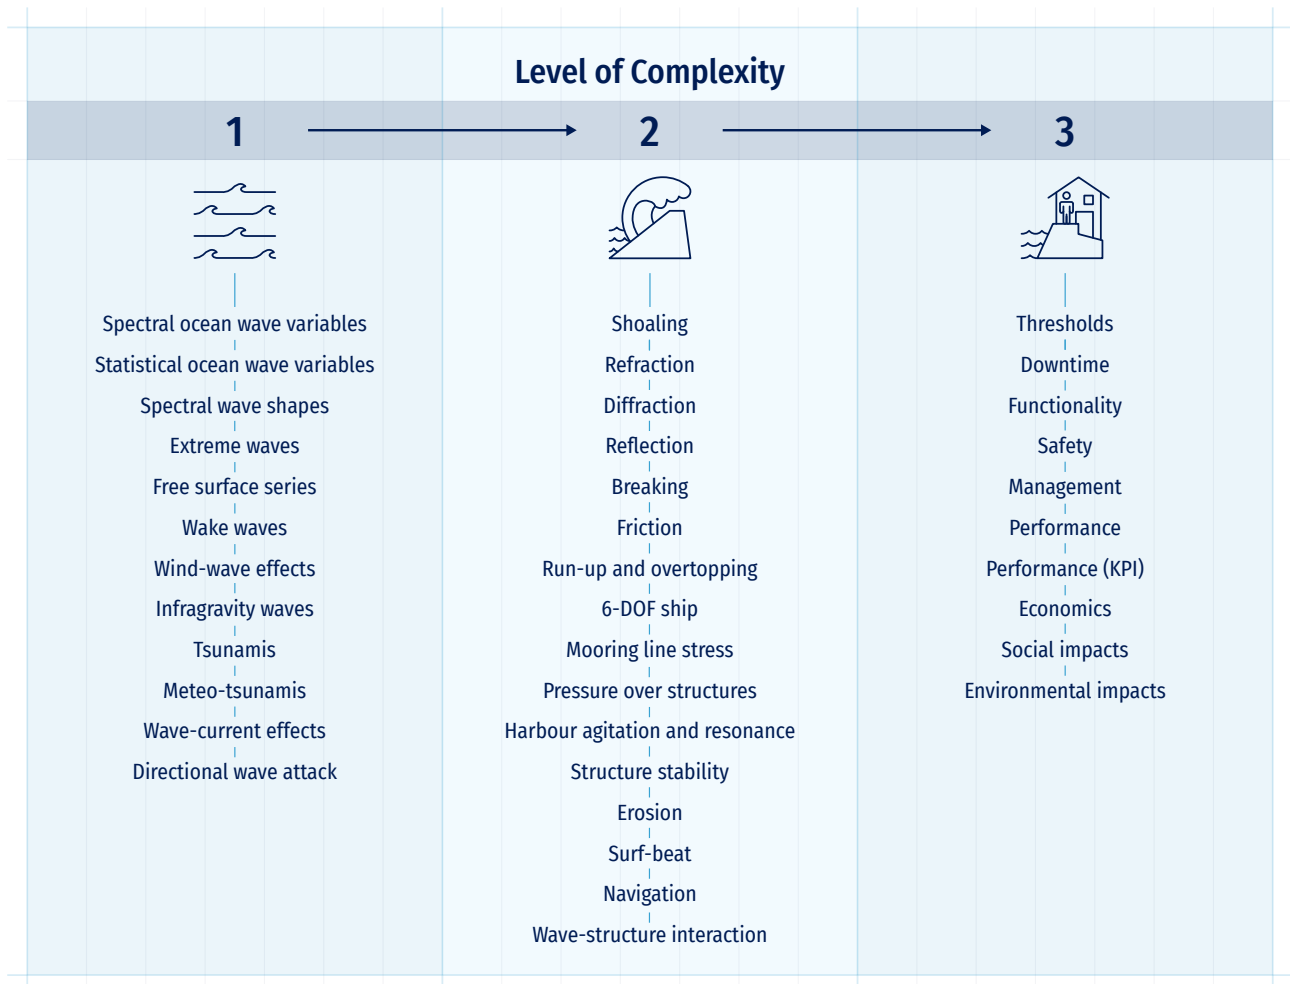 Level of Complexity
1
2
3
Spectral ocean wave variables
Statistical ocean wave variables
Spectral wave shapes
Extreme waves
Free surface series
Wake waves
Wind-wave effects
Infragravity waves
Tsunamis
Meteo-tsunamis
Wave-current effects
Directional wave attack
Shoaling
Refraction
Diffraction
Reflection
Breaking
Friction
Run-up and overtopping
6-DOF ship
Mooring line stress
Pressure over structures
Harbour agitation and resonance
Structure stability
Erosion
Surf-beat
Navigation
Wave-structure interaction
Thresholds
Downtime
Functionality
Safety
Management
Performance
Performance (KPI)
Economics
Social impacts
Environmental impacts